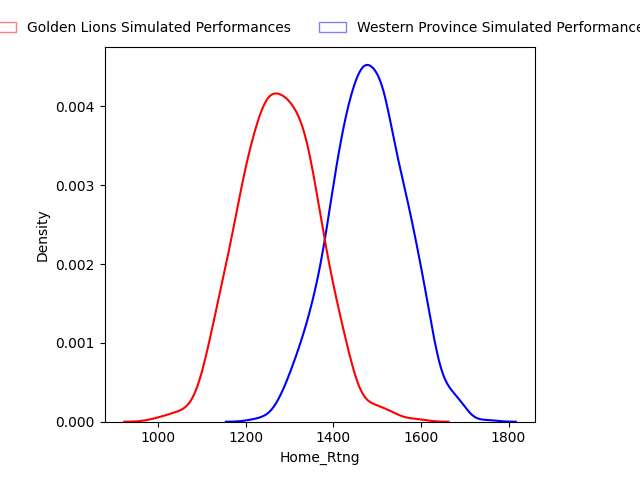 Golden Lions Simulated Performances Western Province Simulated Performance
0.004
0.003
0.002
0.001
0.000
Density
1000 1200 1400 1600 1800
Home_Rtng